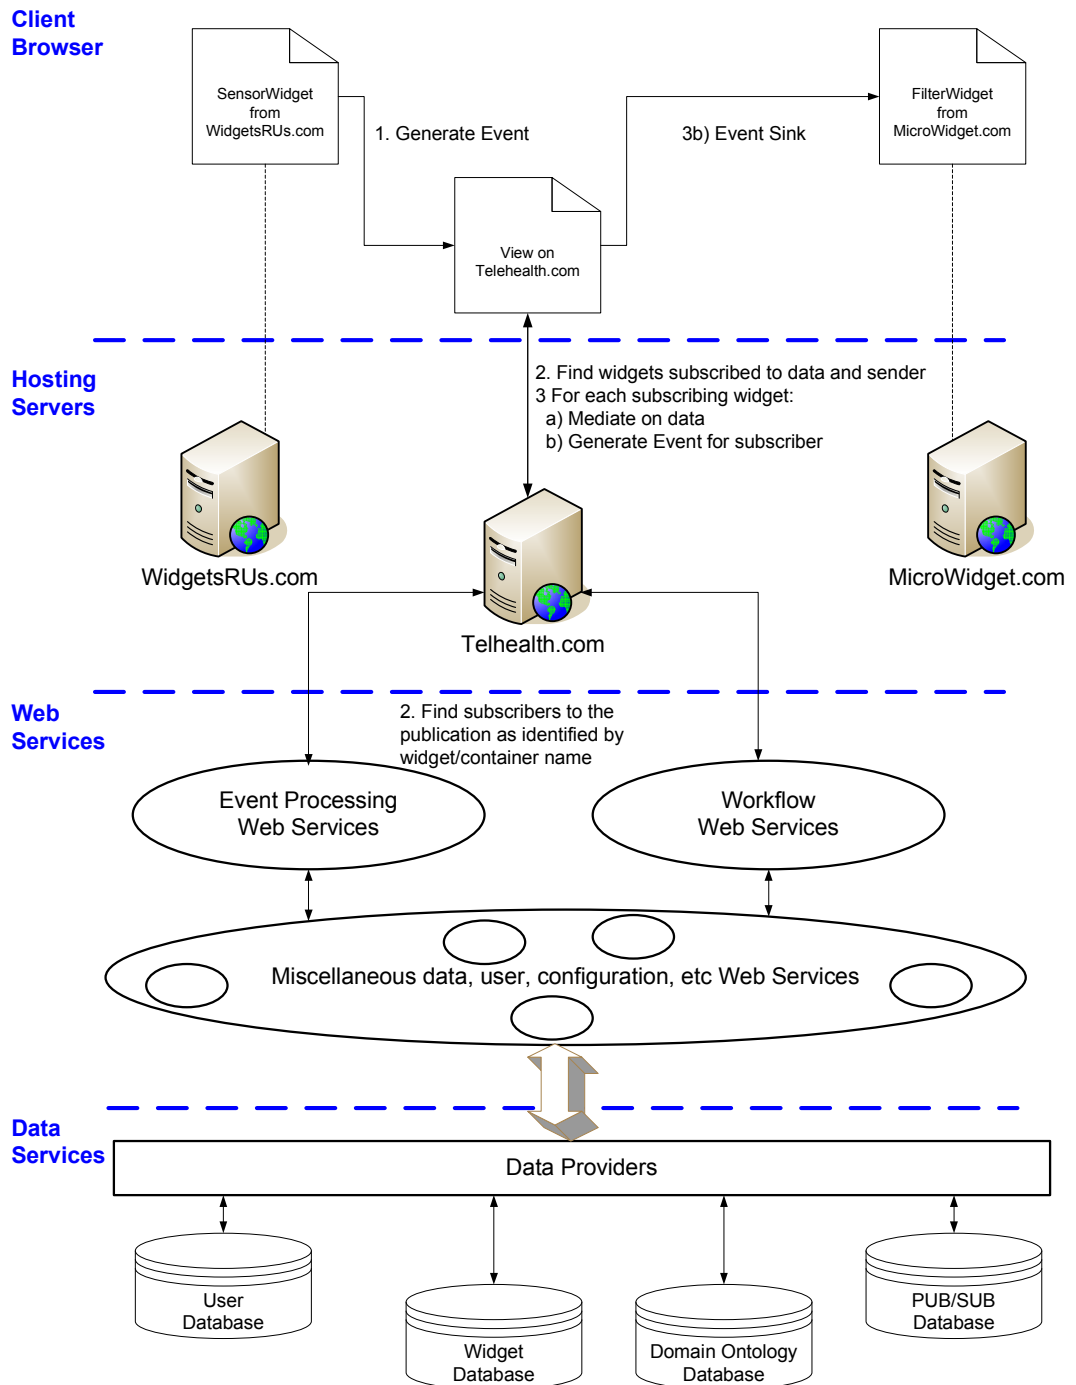 Client
Browser
SensorWidget
from
WidgetsRUs.com
1. Generate Event
3b) Event Sink
FilterWidget
from
MicroWidget.com
View on
Telehealth.com
Hosting
Servers
2. Find widgets subscribed to data and sender
3 For each subscribing widget:
a) Mediate on data
b) Generate Event for subscriber
WidgetsRUs.com
MicroWidget.com
Telhealth.com
Web
Services
2. Find subscribers to the
publication as identified by
widget/container name
Event Processing
Web Services
Workflow
Web Services
Miscellaneous data, user, configuration, etc Web Services
Data
Services
Data Providers
User
Database
Widget
Database
Domain Ontology
Database
PUB/SUB
Database